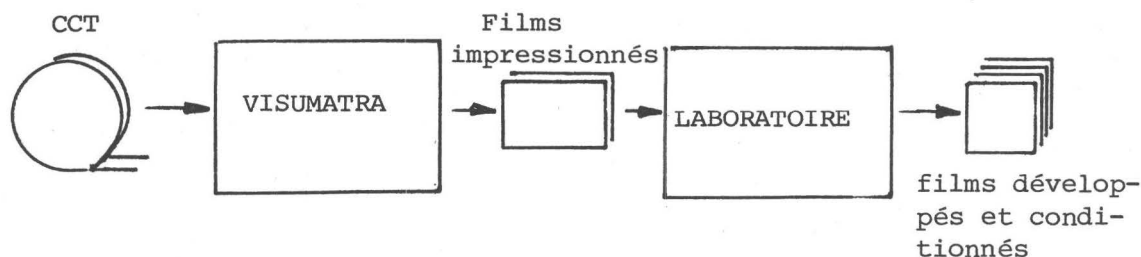 CCT
VISUMATRA
Films
impressionnés
LABORATOIRE
films dévelop-
pés et condi-
tionnés